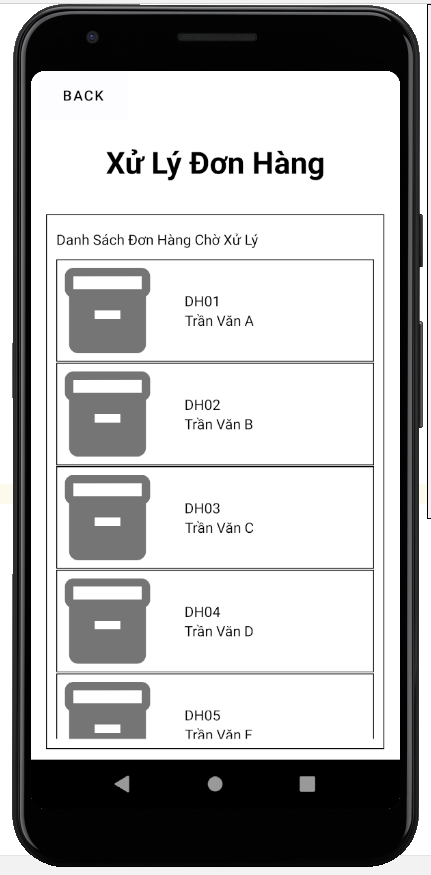 BACK
Xử Lý Đơn Hàng
Danh Sách Đơn Hàng Chờ Xử Lý
DH01
Trần Văn A
DH02
Trần Văn B
DH03
Trần Văn C
DH04
Trần Văn D
DH05
Trần Văn